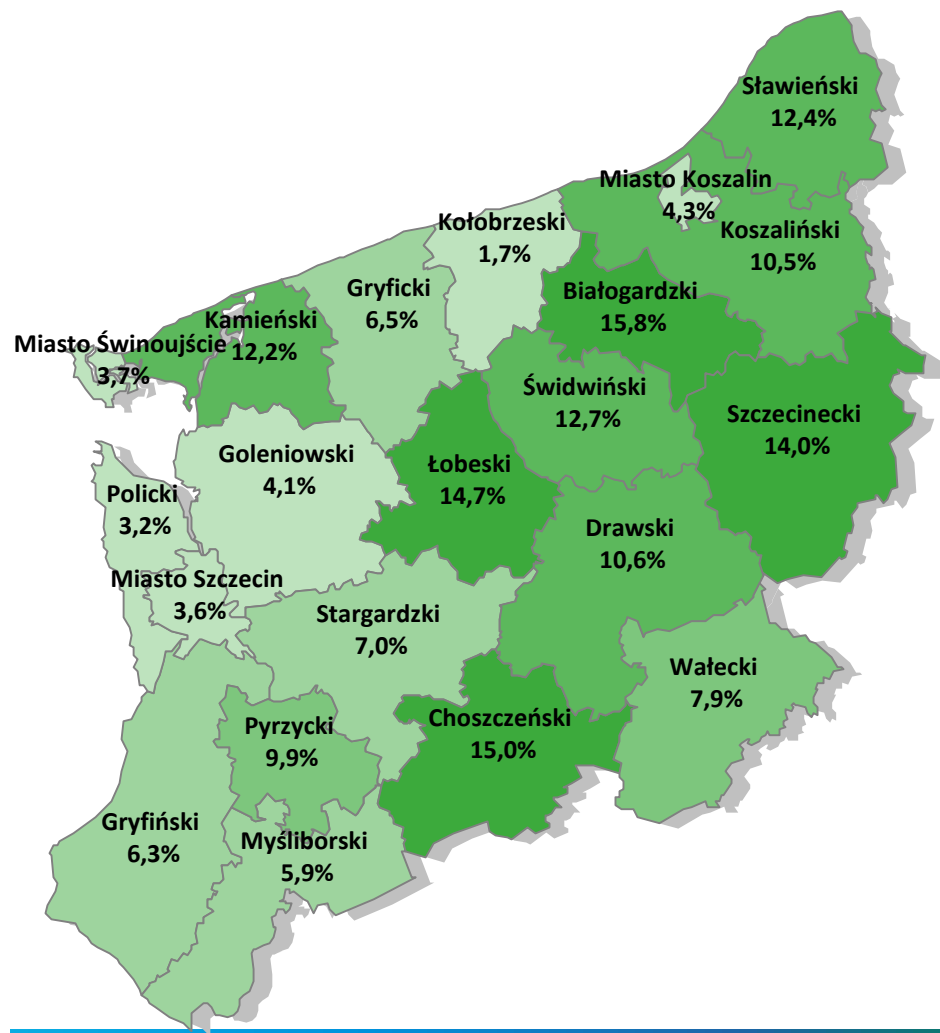 Sławieński
12,4%
Miasto Koszalin
4,3%
Kołobrzeski
1,7%
Koszaliński
10,5%
Gryficki
6,5%
Białogardzki
15,8%
Kamieński
12,2%
Miasto Świnoujście
3,7%
Świdwiński
12,7%
Szczecinecki
14,0%
Goleniowski
4,1%
Łobeski
14,7%
Policki
3,2%
Drawski
10,6%
Miasto Szczecin
3,6%
Stargardzki
7,0%
Wałecki
7,9%
Choszczeński
15,0%
Pyrzycki
9,9%
Gryfiński
6,3%
Myśliborski
5,9%